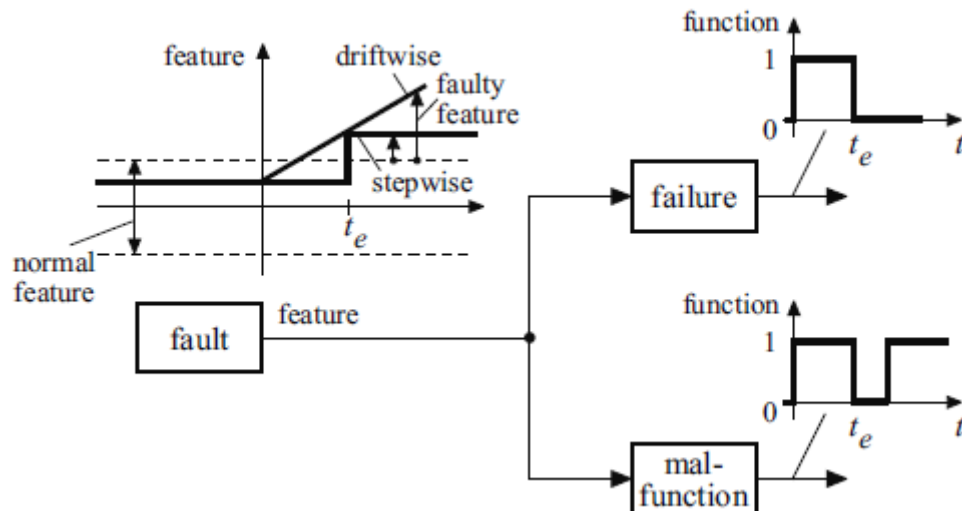 feature
driftwise
faulty
feature
stepwise
t_e
normal
feature
fault
feature
function
1
0
t_e
t
failure
function
1
0
t_e
t
mal-
function